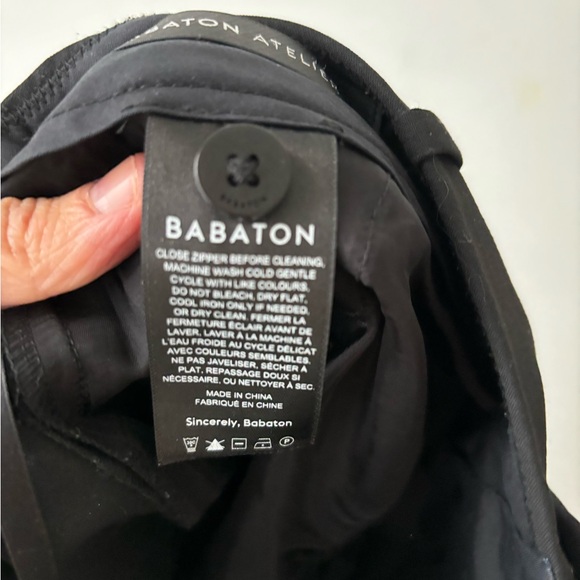 BATON ATELIER
BABATON
BABATON
CLOSE ZIPPER BEFORE CLEANING,
MACHINE WASH COLD GENTLE
CYCLE WITH LIKE COLOURS.
DO NOT BLEACH. DRY FLAT.
COOL IRON ONLY IF NEEDED,
OR DRY CLEAN. FERMER LA
FERMETURE ÉCLAIR AVANT DE
LAVER. LAVER À LA MACHINE À
L'EAU FROIDE AU CYCLE DÉLICAT
AVEC COULEURS SEMBLABLES.
NE PAS JAVELISER. SÉCHER À
PLAT. REPASSAGE DOUX SI
NÉCESSAIRE, OU NETTOYER À SEC.
MADE IN CHINA
FABRIQUÉ EN CHINE
Sincerely, Babaton